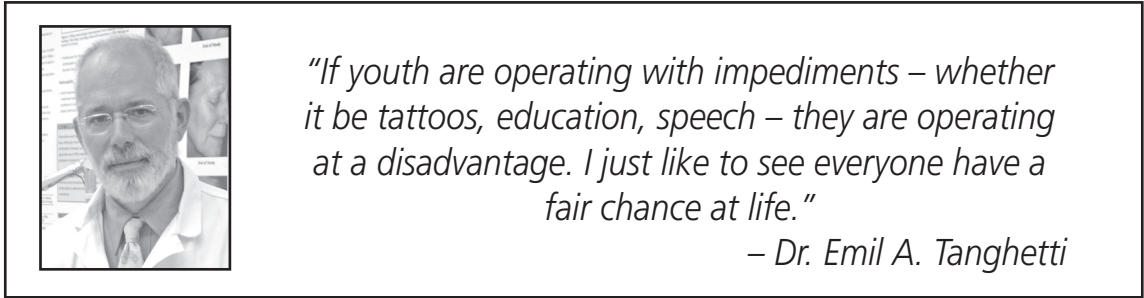 “If youth are operating with impediments – whether
it be tattoos, education, speech – they are operating
at a disadvantage. I just like to see everyone have a
fair chance at life.”
– Dr. Emil A. Tanghetti